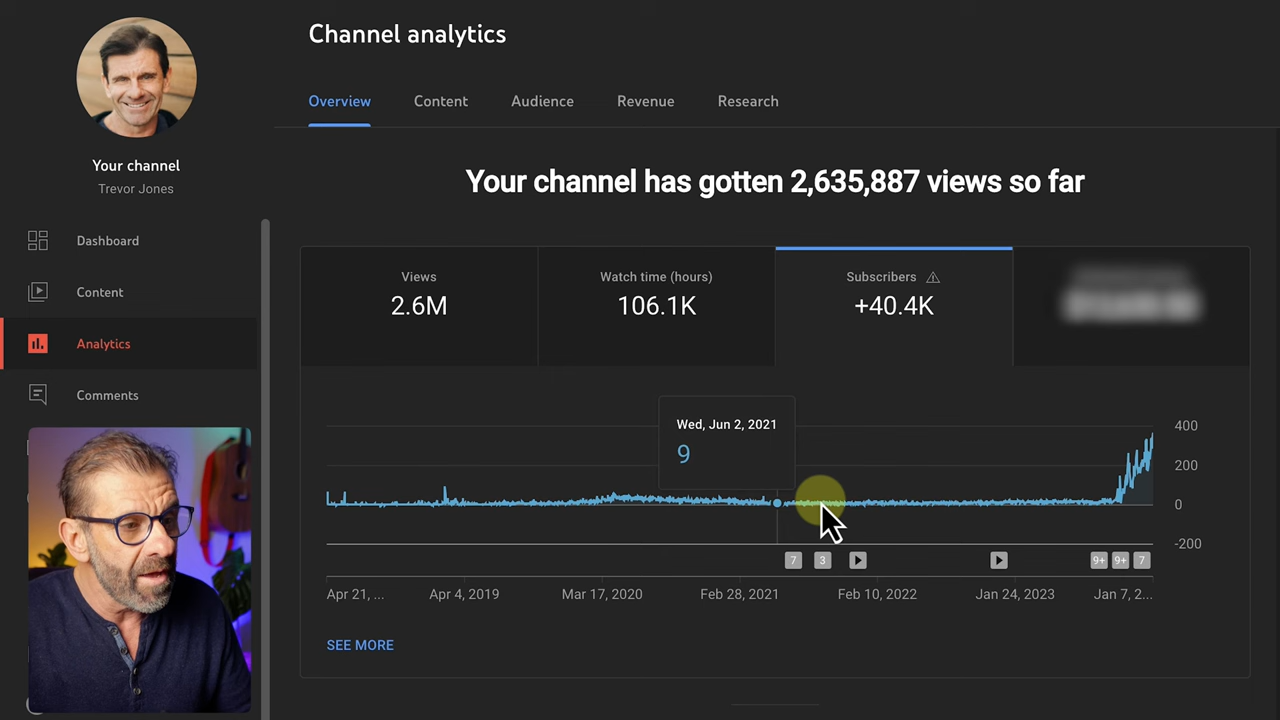 Channel analytics
Overview Content Audience Revenue Research
Your channel
Trevor Jones
Dashboard
Content
Analytics
Comments
Your channel has gotten 2,635,887 views so far
Views
2.6M
Watch time (hours)
106.1K
Subscribers
+40.4K
Wed, Jun 2, 2021
9
400
200
0
-200
7 3 9+ 9+ 7
Apr 21, ... Apr 4, 2019 Mar 17, 2020 Feb 28, 2021 Feb 10, 2022 Jan 24, 2023 Jan 7, 2...
SEE MORE